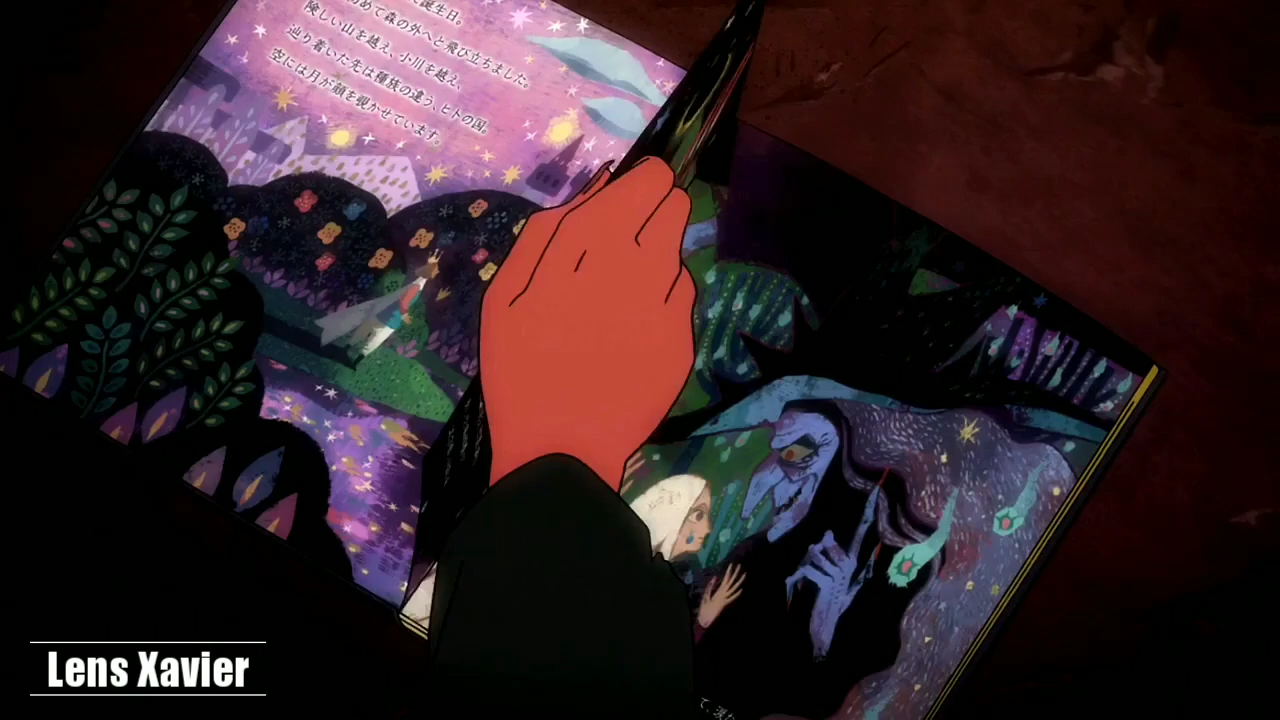 誕生日。
めて森の外へと飛び立ちました。
険しい山を越え、小川を越え、
辿り着いた先は種族の違う、ヒトの国。
空には月が顔を覗かせています。
Lens Xavier